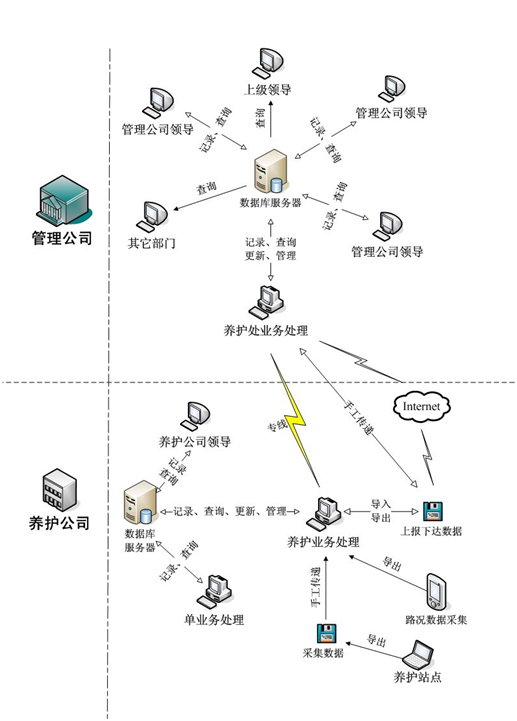 上级领导
管理公司领导
记录、查询
查询
记录、查询
管理公司领导
数据库服务器
查询
记录、查询
其它部门
管理公司领导
管理公司
记录、查询
更新、管理
养护处业务处理
Internet
专线
手工传递
养护公司领导
记录
查询
养护公司
数据库
服务器
记录、查询、更新、管理
养护业务处理
导入
导出
上报下达数据
记录、查询
单业务处理
手工传递
导出
路况数据采集
采集数据
导出
养护站点